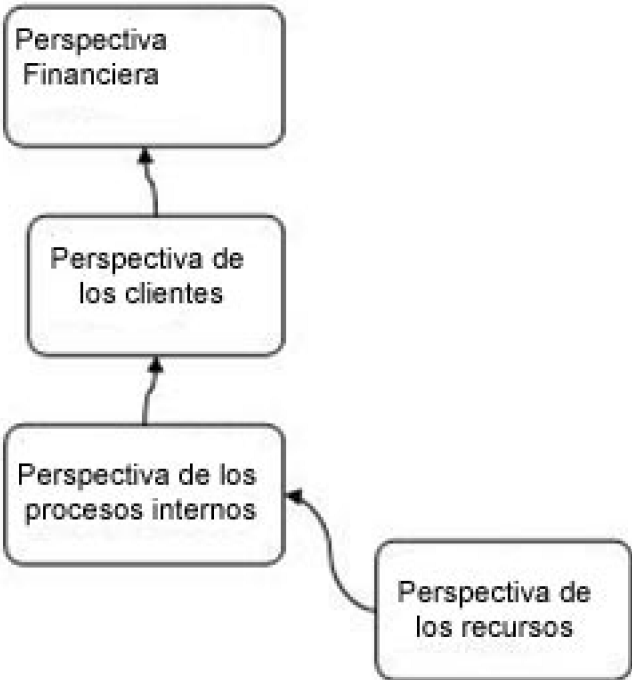 Perspectiva
Financiera
Perspectiva de
los clientes
Perspectiva de los
procesos internos
Perspectiva de
los recursos